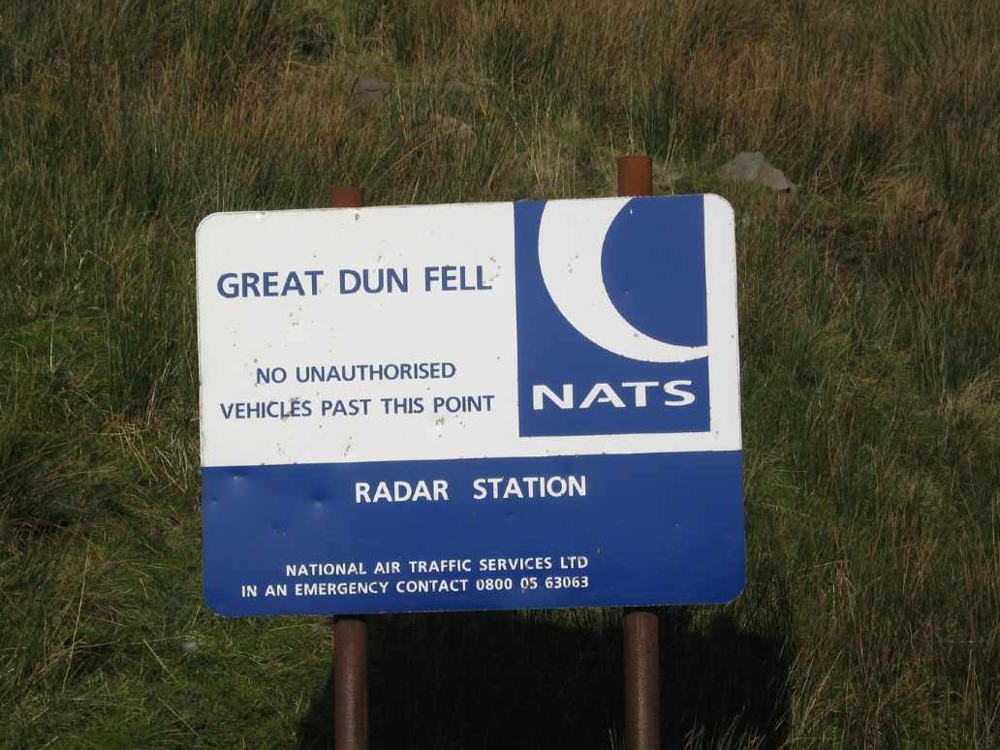 GREAT DUN FELL
NO UNAUTHORISED
VEHICLES PAST THIS POINT
NATS
RADAR STATION
NATIONAL AIR TRAFFIC SERVICES LTD
IN AN EMERGENCY CONTACT 0800 05 63063